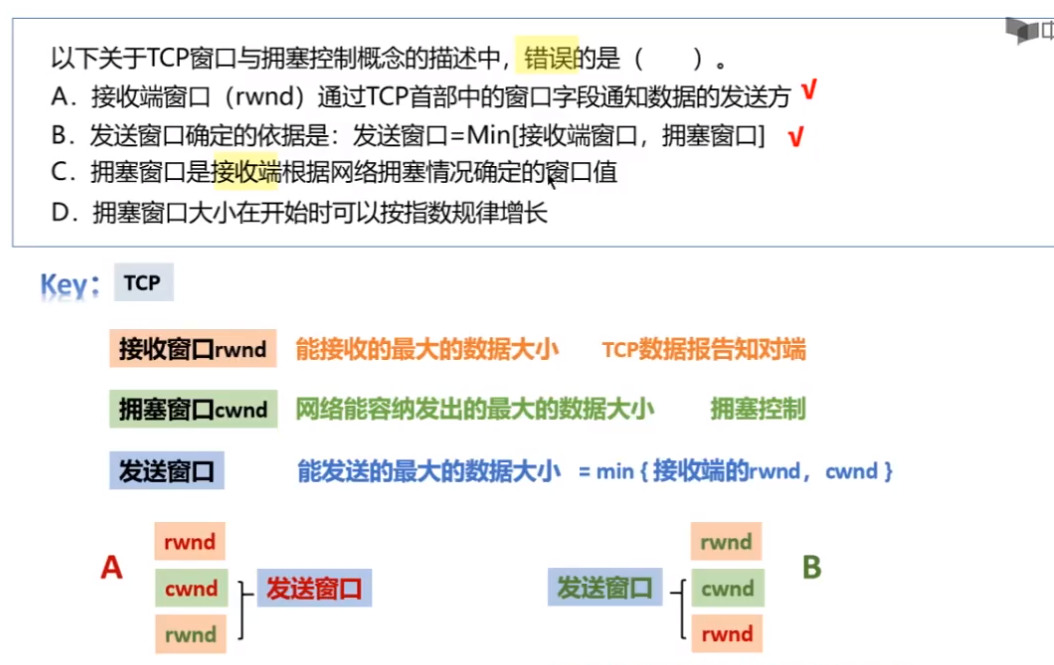 以下关于TCP窗口与拥塞控制概念的描述中，错误的是（　　）。
A．接收端窗口（rwnd）通过TCP首部中的窗口字段通知数据的发送方 √
B．发送窗口确定的依据是：发送窗口=Min[接收端窗口，拥塞窗口] √
C．拥塞窗口是接收端根据网络拥塞情况确定的窗口值
D．拥塞窗口大小在开始时可以按指数规律增长
Key： TCP
接收窗口rwnd 能接收的最大的数据大小 TCP数据报告知对端
拥塞窗口cwnd 网络能容纳发出的最大的数据大小 拥塞控制
发送窗口 能发送的最大的数据大小 = min { 接收端的rwnd，cwnd }
A
rwnd
cwnd
rwnd
发送窗口
发送窗口
rwnd
cwnd
rwnd
B